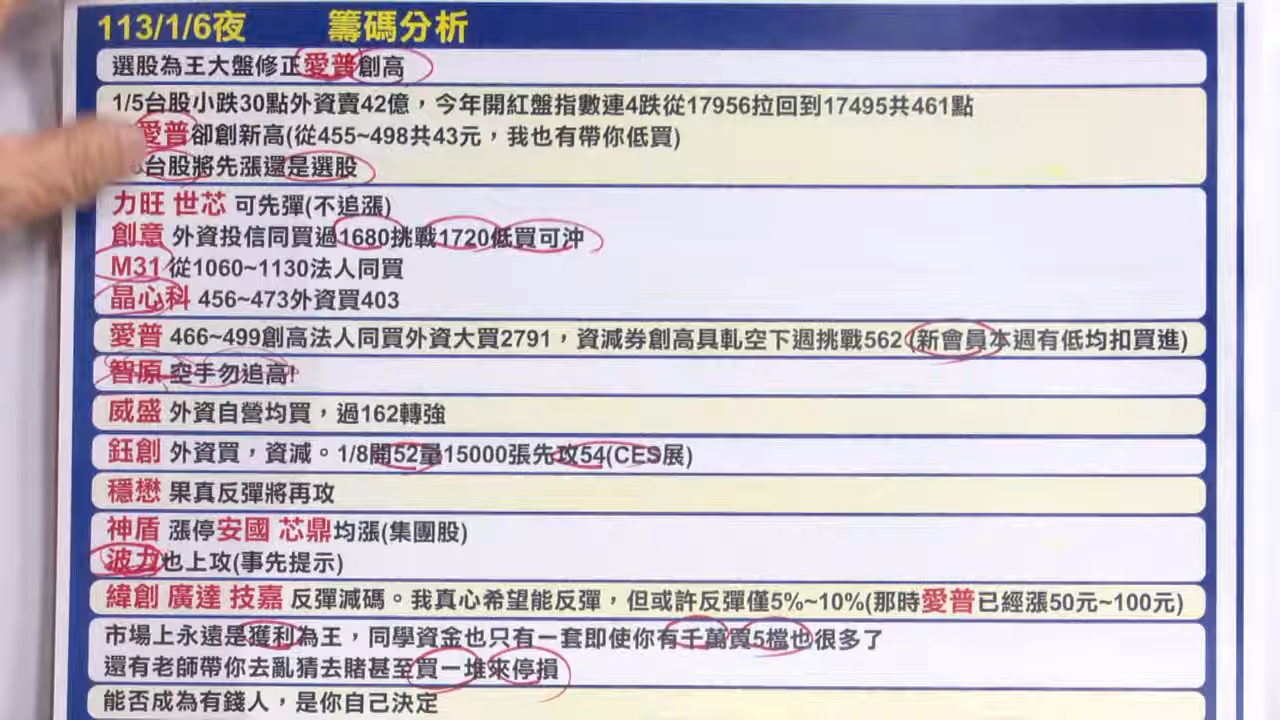 113/1/6夜 籌碼分析
選股為王大盤修正愛普創高
1/5台股小跌30點外資賣42億，今年開紅盤指數連4跌從17956拉回到17495共461點
愛普卻創新高(從455~498共43元，我也有帶你低買)
台股將先漲還是選股
力旺 世芯 可先彈(不追漲)
創意 外資投信同買過1680挑戰1720低買可沖
M31 從1060~1130法人同買
晶心科 456~473外資買403
愛普 466~499創高法人同買外資大買2791，資減券創高具軋空下週挑戰562 (新會員本週有低均扣買進)
智原 空手勿追高!
威盛 外資自營均買，過162轉強
鈺創 外資買，資減。1/8開52量15000張先攻54(CES展)
穩懋 果真反彈將再攻
神盾 漲停安國 芯鼎均漲(集團股)
波力也上攻(事先提示)
緯創 廣達 技嘉 反彈減碼。我真心希望能反彈，但或許反彈僅5%~10%(那時愛普已經漲50元~100元)
市場上永遠是獲利為王，同學資金也只有一套即使你有千萬買5檔也很多了
還有老師帶你去亂猜去賭甚至買一堆來停損
能否成為有錢人，是你自己決定